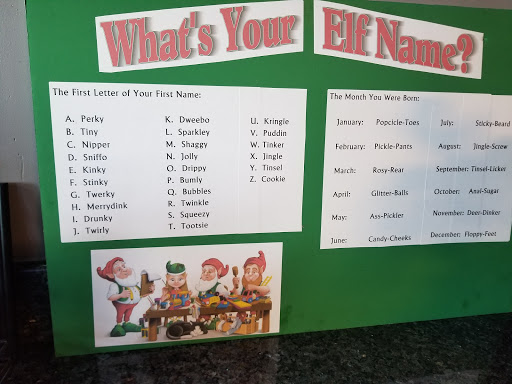 What's Your Elf Name?
The First Letter of Your First Name:
A. Perky
B. Tiny
C. Nipper
D. Sniffo
E. Kinky
F. Stinky
G. Twerky
H. Merrydink
I. Drunky
J. Twirly
K. Dweebo
L. Sparkley
M. Shaggy
N. Jolly
O. Drippy
P. Bumly
Q. Bubbles
R. Twinkle
S. Squeezy
T. Tootsie
U. Kringle
V. Puddin
W. Tinker
X. Jingle
Y. Tinsel
Z. Cookie
The Month You Were Born:
January: Popcicle-Toes
February: Pickle-Pants
March: Rosy-Rear
April: Glitter-Balls
May: Ass-Pickler
June: Candy-Cheeks
July: Sticky-Beard
August: Jingle-Screw
September: Tinsel-Licker
October: Anal-Sugar
November: Deer-Dinker
December: Floppy-Feet